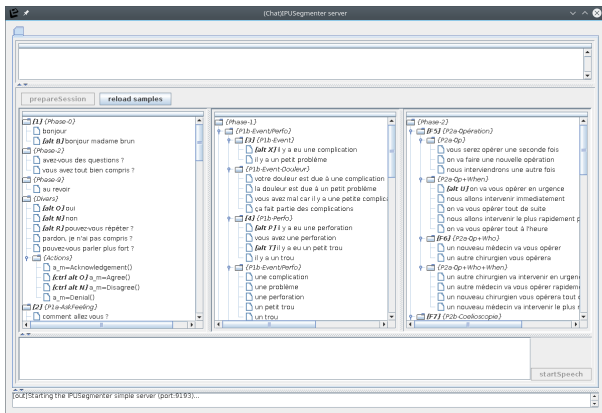 (Chat)IPUSegmenter server
prepareSession
reload samples
[1] {Phase-0}
bonjour
[alt B] bonjour madame brun
{Phase-2}
avez-vous des questions ?
vous avez tout bien compris ?
{Phase-9}
au revoir
{Divers}
[alt O] oui
[alt N] non
[alt R] pouvez-vous répéter ?
pardon, je n'ai pas compris ?
pouvez-vous parler plus fort ?
{Actions}
a_m=Acknowledgement()
[ctrl alt O] a_m=Agree()
[ctrl alt N] a_m=Disagree()
a_m=Denial()
[2] {P1a-AskFeeling}
comment allez vous ?
{Phase-1}
{P1b-Event/Perfo}
[3] {P1b-Event}
[alt X] il y a eu une complication
il y a un petit problème
{P1b-Event-Douleur}
votre douleur est due à une complication
la douleur est due à un petit problème
vous avez mal car il y a une petite complica
ça fait partie des complications
[4] {P1b-Perfo}
[alt P] il y a eu une perforation
vous avez une perforation
[alt T] il y a eu un petit trou
il y a un trou
{P1b-Event/Perfo}
une complication
une problème
une perforation
un petit trou
un trou
{Phase-2}
[F5] {P2a-Opération}
{P2a-Op}
vous serez opérer une seconde fois
on va faire une nouvelle opération
nous interviendrons une autre fois
{P2a-Op+When}
[alt U] on va vous opérer en urgence
nous allons intervenir immediatement
on va vous opérer tout de suite
nous allons intervenir le plus rapidement p
on va vous opérer tout à l'heure
[F6] {P2a-Op+Who}
un nouveau médecin va vous opérer
un autre chirurgien vous opérera
{P2a-Op+Who+When}
un autre chirurgien va intervenir en urgen
un autre médecin va vous opérer rapideme
un nouveau chirurgien vous opérera tout d
un nouveau médecin va intervenir le plus r
[F7] {P2b-Coelioscopie}
startSpeech
[out]Starting the IPUSegmenter simple server (port:9193)...